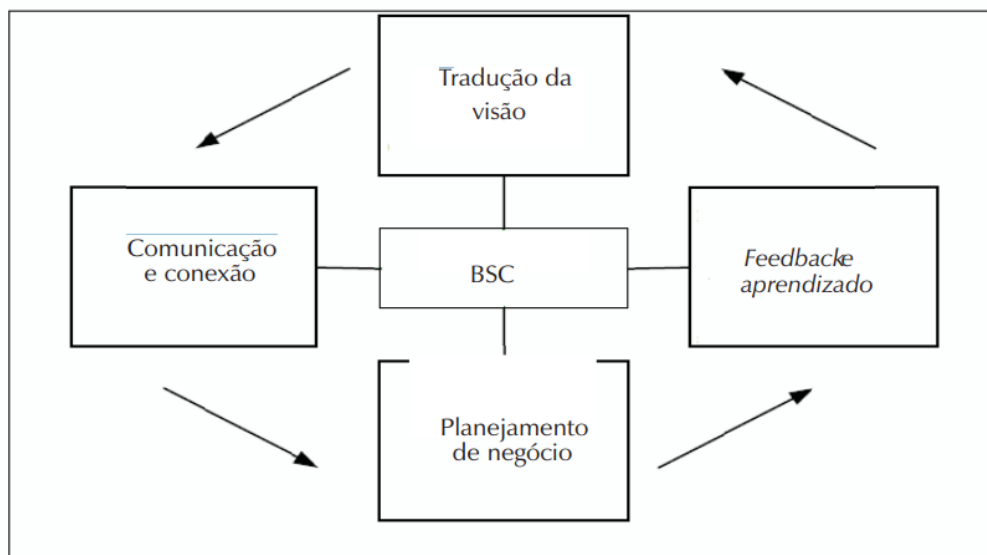 Tradução da
visão
Comunicação
e conexão
BSC
Feedbacke
aprendizado
Planejamento
de negócio